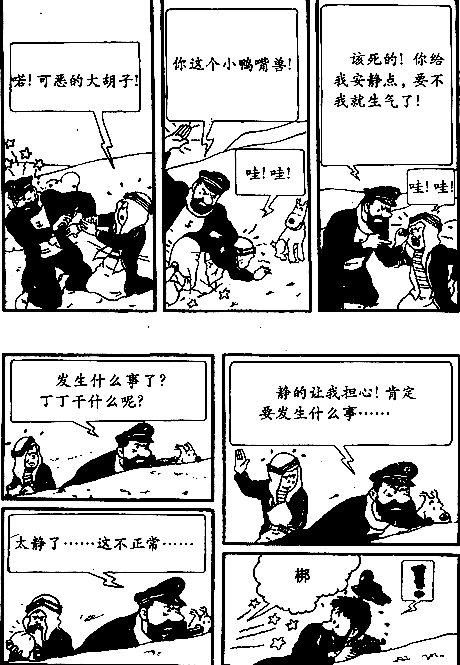 喏！可恶的大胡子！
你这个小鸭嘴兽！
哇！哇！
该死的！你给
我安静点，要不
我就生气了！
哇！哇！
发生什么事了？
丁丁干什么呢？
静的让我担心！肯定
要发生什么事……
太静了……这不正常……
梆
！